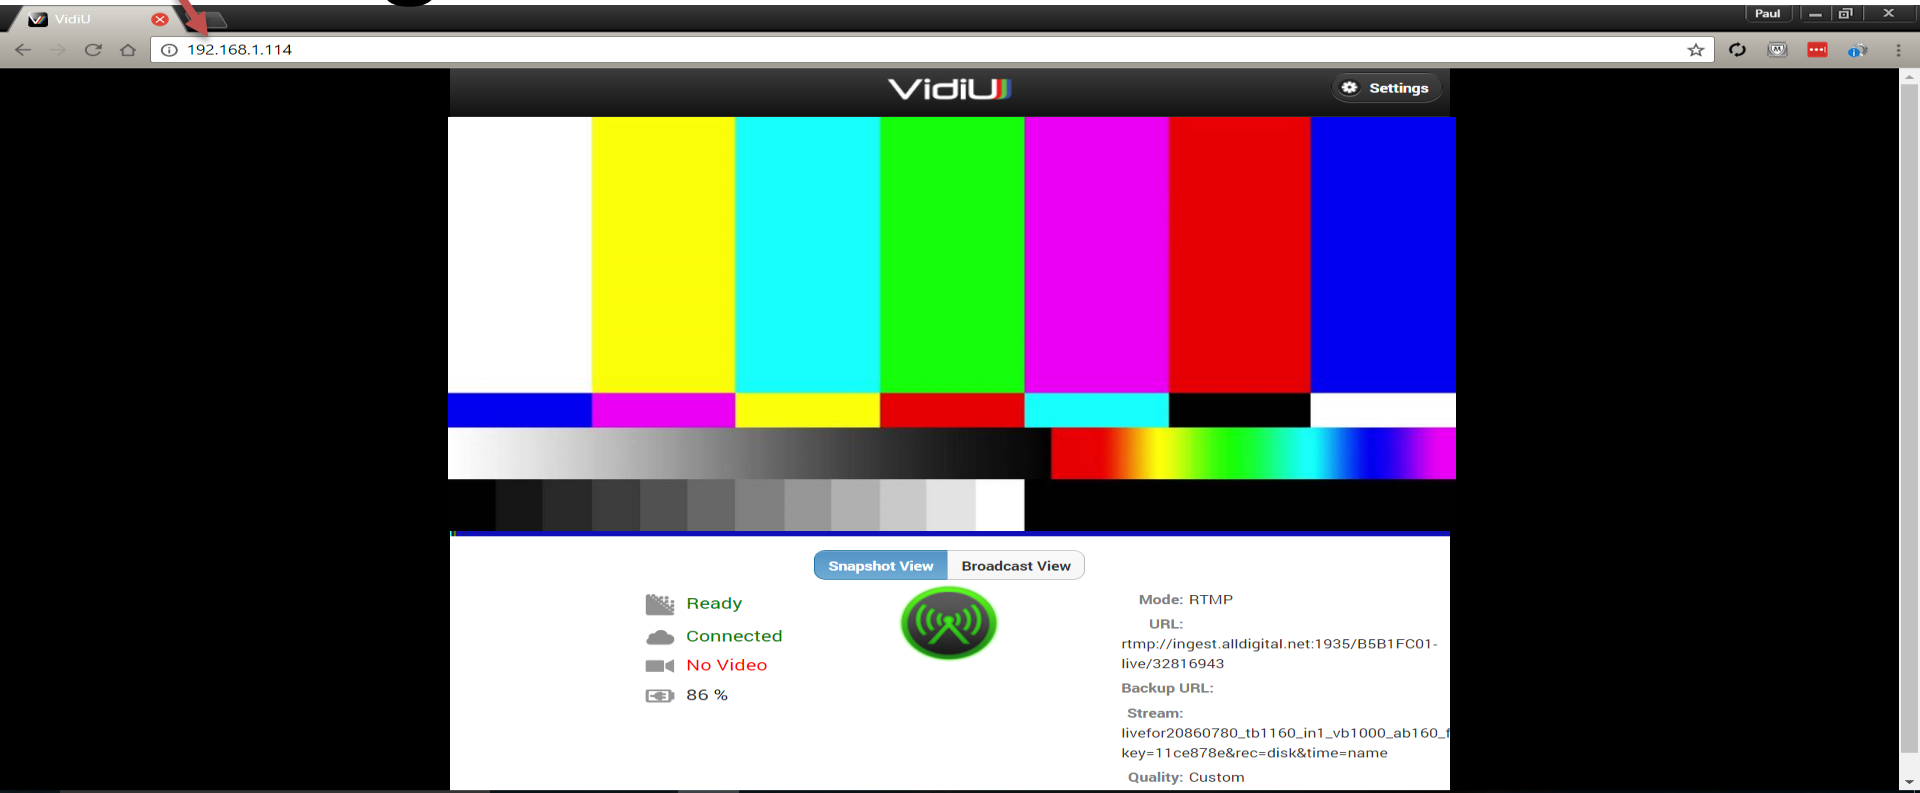 VidiU
Paul
192.168.1.114
VidiU
Settings
Snapshot View
Broadcast View
Ready
Connected
No Video
86 %
Mode: RTMP
URL:
rtmp://ingest.alldigital.net:1935/B5B1FC01-
live/32816943
Backup URL:
Stream:
livefor20860780_tb1160_in1_vb1000_ab160_f
key=11ce878e&rec=disk&time=name
Quality: Custom